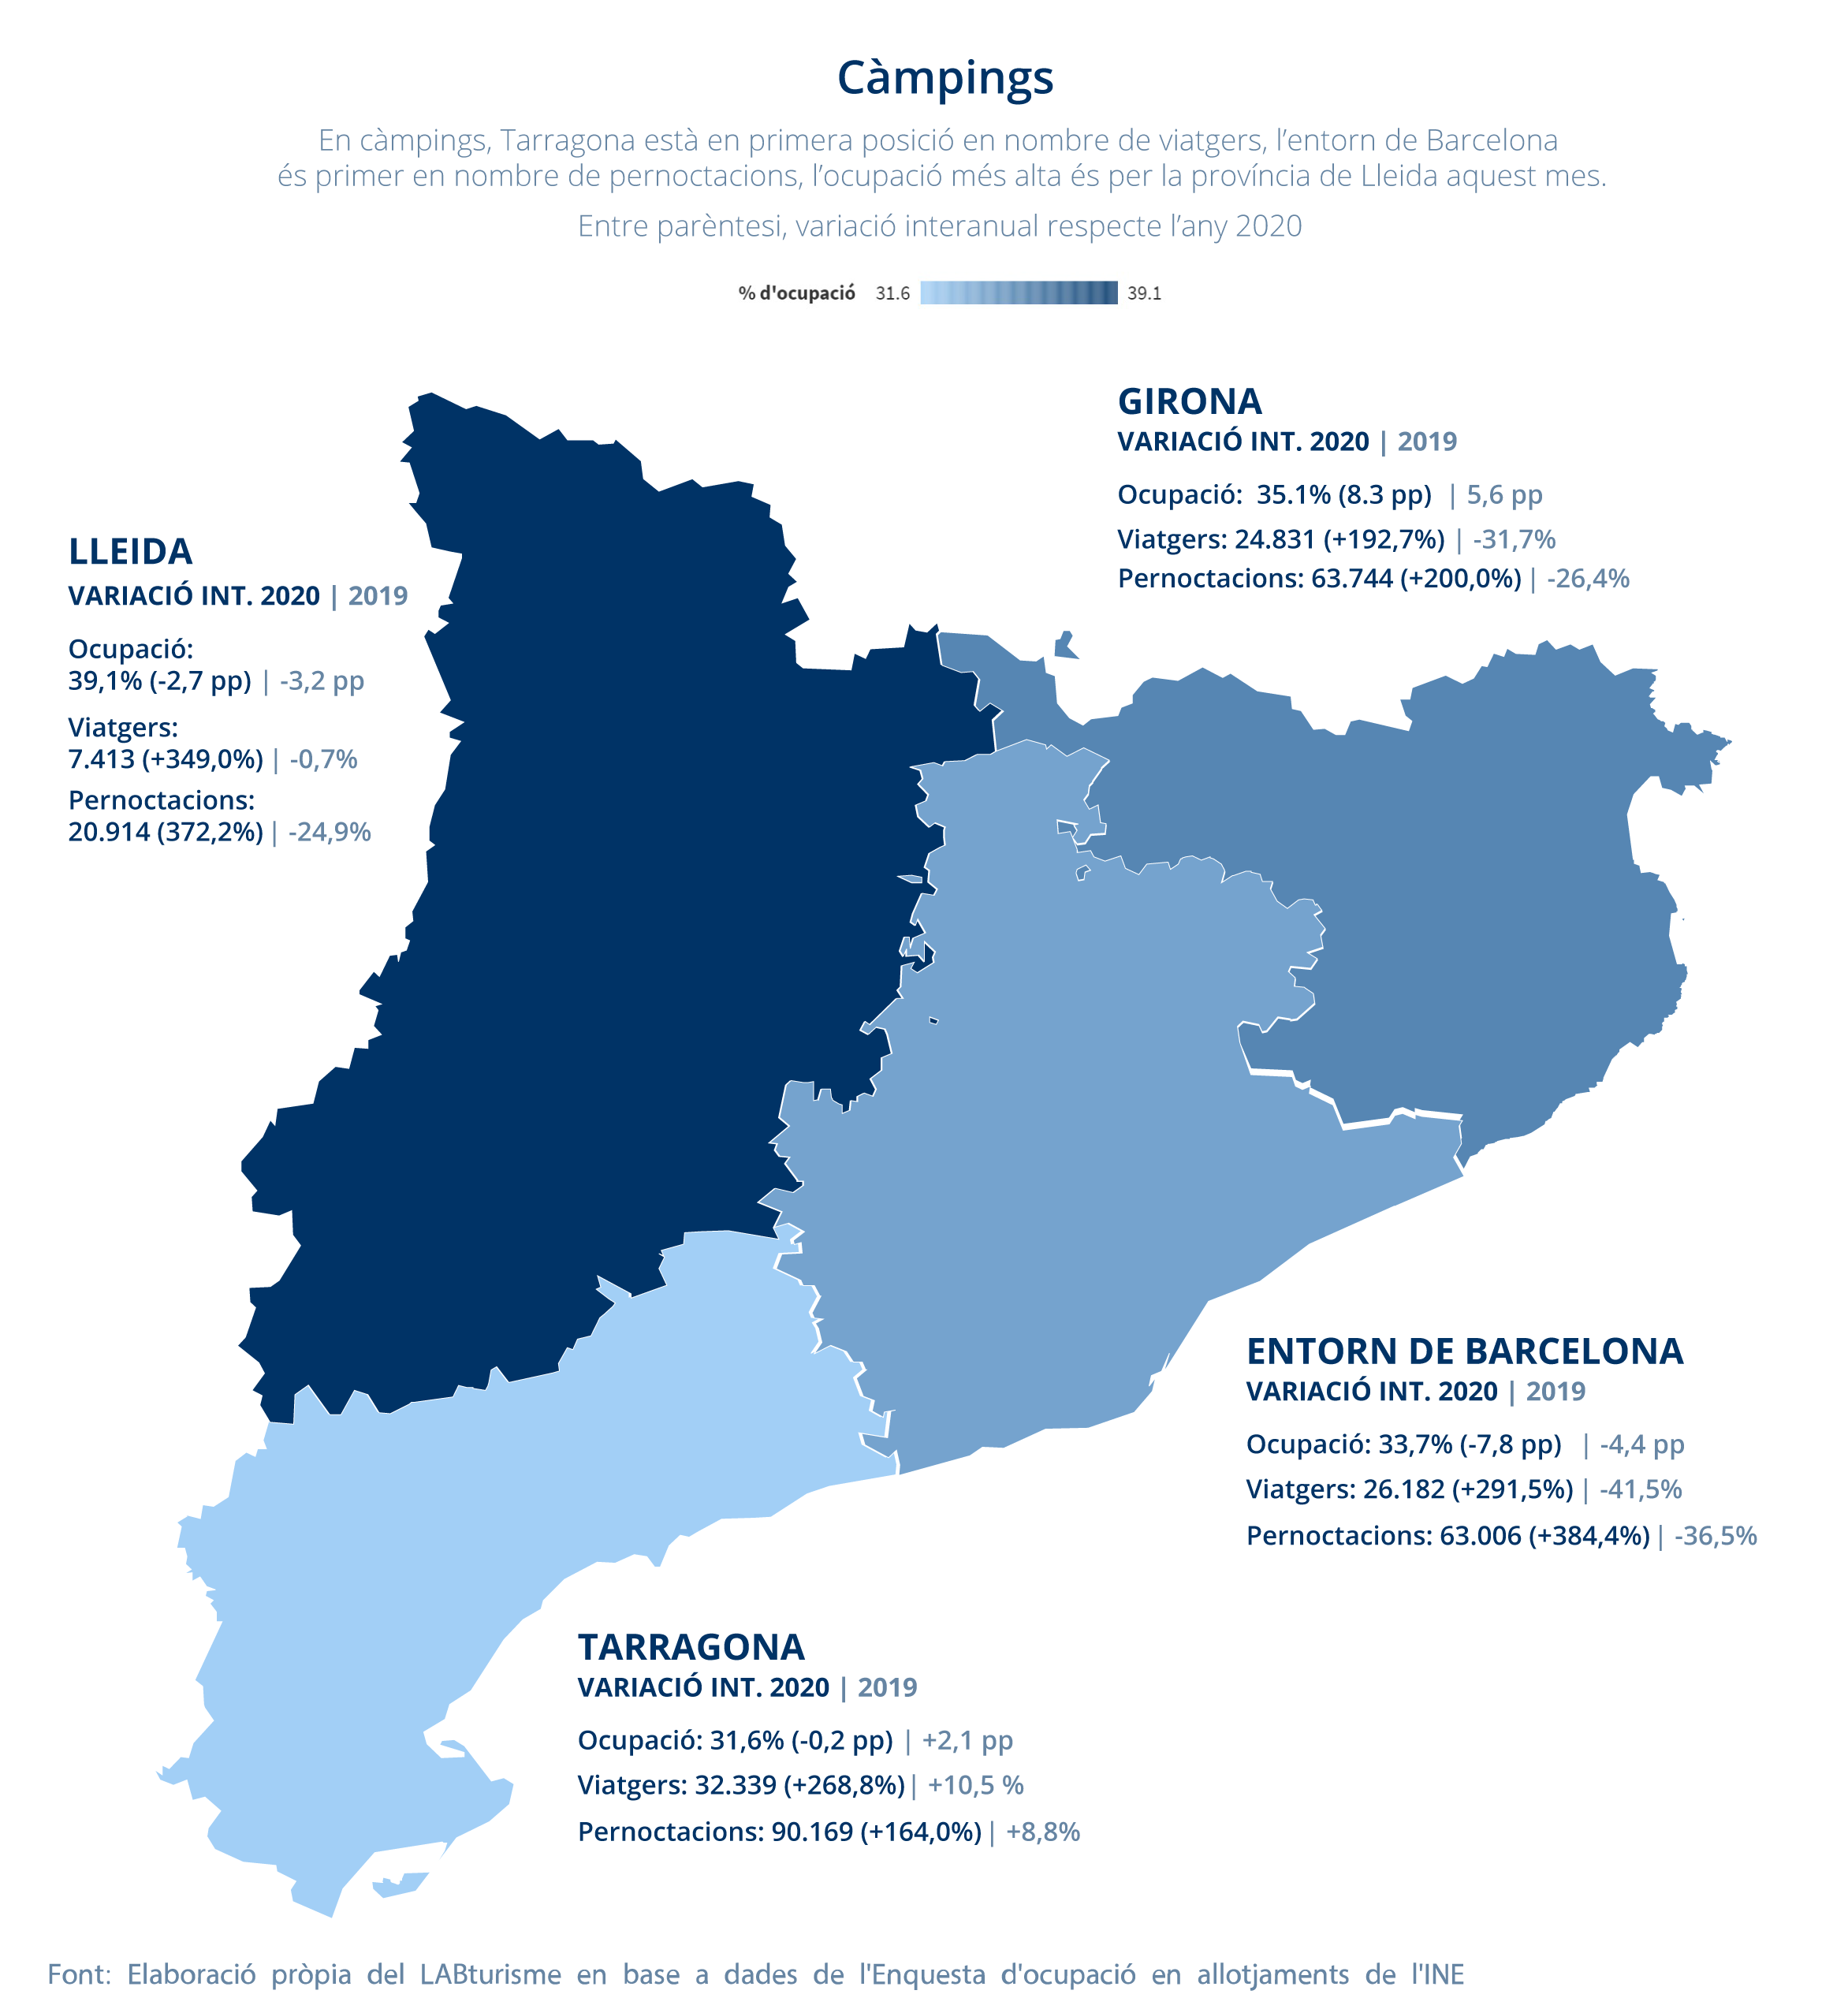 Càmpings
En càmpings, Tarragona està en primera posició en nombre de viatgers, l'entorn de Barcelona
és primer en nombre de pernoctacions, l'ocupació més alta és per la província de Lleida aquest mes.
Entre parèntesi, variació interanual respecte l'any 2020
% d'ocupació 31.6 39.1
GIRONA
VARIACIÓ INT. 2020 | 2019
Ocupació: 35.1% (8.3 pp) | 5,6 pp
Viatgers: 24.831 (+192,7%) | -31,7%
Pernoctacions: 63.744 (+200,0%) | -26,4%
LLEIDA
VARIACIÓ INT. 2020 | 2019
Ocupació:
39,1% (-2,7 pp) | -3,2 pp
Viatgers:
7.413 (+349,0%) | -0,7%
Pernoctacions:
20.914 (372,2%) | -24,9%
ENTORN DE BARCELONA
VARIACIÓ INT. 2020 | 2019
Ocupació: 33,7% (-7,8 pp) | -4,4 pp
Viatgers: 26.182 (+291,5%) | -41,5%
Pernoctacions: 63.006 (+384,4%) | -36,5%
TARRAGONA
VARIACIÓ INT. 2020 | 2019
Ocupació: 31,6% (-0,2 pp) | +2,1 pp
Viatgers: 32.339 (+268,8%) | +10,5 %
Pernoctacions: 90.169 (+164,0%) | +8,8%
Font: Elaboració pròpia del LABturisme en base a dades de l'Enquesta d'ocupació en allotjaments de l'INE